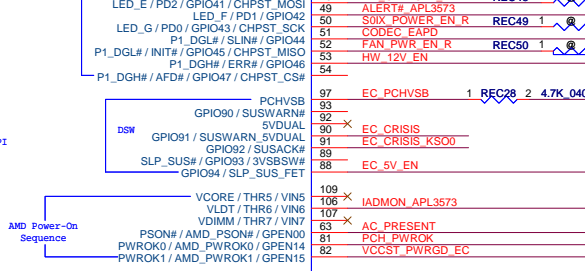 LED_E / PD2 / GPIO41 / CHPST_MOSI
LED_F / PD1 / GPIO42 49 ALERT#_APL3573
LED_G / PD0 / GPIO43 / CHPST_SCK 50 S0IX_POWER_EN_R REC49 1 @
P1_DGL# / SLIN# / GPIO44 51 CODEC_EAPD
P1_DGL# / INIT# / GPIO45 / CHPST_MISO 52 FAN_PWR_EN_R REC50 1 @
P1_DGH# / ERR# / GPIO46 53 HW_12V_EN
P1_DGH# / AFD# / GPIO47 / CHPST_CS# 54
PCHVSB 97 EC_PCHVSB 1 REC28 2 4.7K_040
GPIO90 / SUSWARN# 93
DSW 5VDUAL 92
GPIO91 / SUSWARN_5VDUAL 90 EC_CRISIS
GPIO92 / SUSACK# 91 EC_CRISIS_KSO0
PI SLP_SUS# / GPIO93 / 3VSBSW# 89
GPIO94 / SLP_SUS_FET 88 EC_5V_EN
VCORE / THR5 / VIN5 109
VLDT / THR6 / VIN6 106 IADMON_APL3573
VDIMM / THR7 / VIN7 107
AMD Power-On PSON# / AMD_PSON# / GPEN00 63 AC_PRESENT
Sequence PWROK0 / AMD_PWROK0 / GPEN14 81 PCH_PWROK
PWROK1 / AMD_PWROK1 / GPEN15 82 VCCST_PWRGD_EC